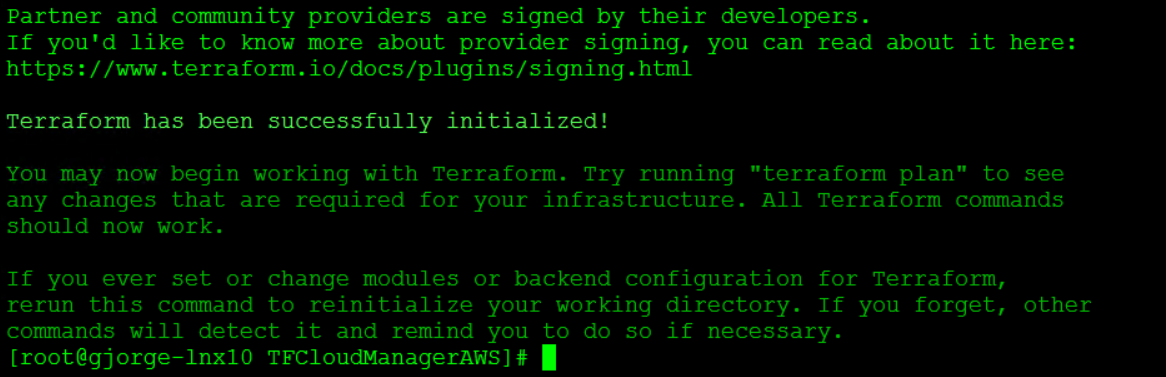 Partner and community providers are signed by their developers.
If you'd like to know more about provider signing, you can read about it here:
https://www.terraform.io/docs/plugins/signing.html
Terraform has been successfully initialized!
You may now begin working with Terraform. Try running "terraform plan" to see
any changes that are required for your infrastructure. All Terraform commands
should now work.
If you ever set or change modules or backend configuration for Terraform,
rerun this command to reinitialize your working directory. If you forget, other
commands will detect it and remind you to do so if necessary.
[root@gjorge-lnx10 TFCloudManagerAWS]#